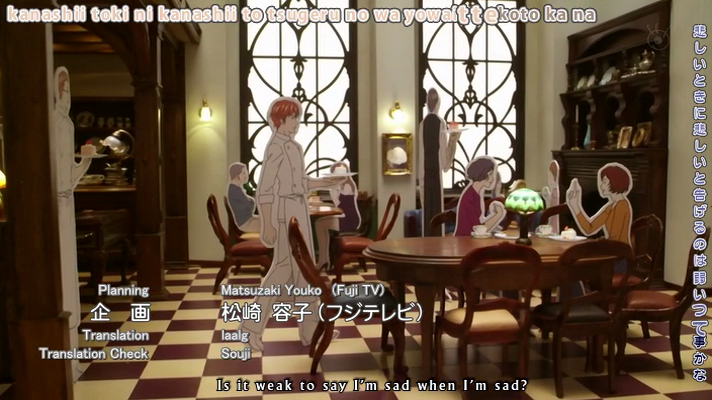 kanashii toki ni kanashii to tsugeru no wa yowai tte koto ka na
悲しいときに悲しいと告げるのは弱いって事かな
Planning
Matsuzaki Youko (Fuji TV)
企 画
松崎 容子(フジテレビ)
Translation
laalg
Translation Check
Souji
Is it weak to say I'm sad when I'm sad?